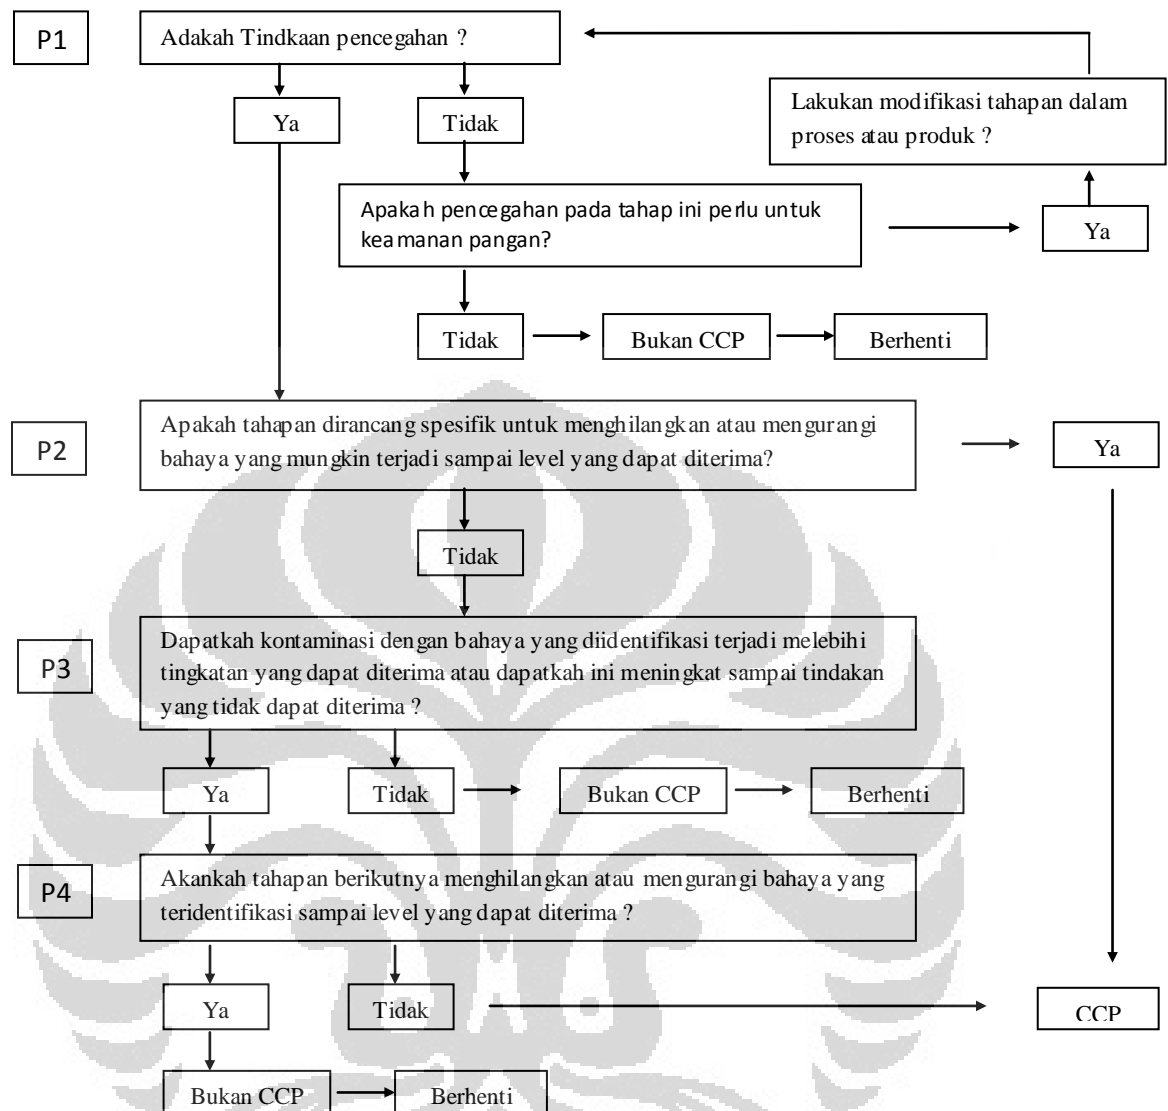 P1
Adakah Tindkaan pencegahan ?
Ya
Tidak
Lakukan modifikasi tahapan dalam
proses atau produk ?
Apakah pencegahan pada tahap ini perlu untuk
keamanan pangan?
Ya
Tidak
Bukan CCP
Berhenti
P2
Apakah tahapan dirancang spesifik untuk menghilangkan atau mengurangi
bahaya yang mungkin terjadi sampai level yang dapat diterima?
Ya
Tidak
P3
Dapatkah kontaminasi dengan bahaya yang diidentifikasi terjadi melebihi
tingkatan yang dapat diterima atau dapatkah ini meningkat sampai tindakan
yang tidak dapat diterima ?
Ya
Tidak
Bukan CCP
Berhenti
P4
Akankah tahapan berikutnya menghilangkan atau mengurangi bahaya yang
teridentifikasi sampai level yang dapat diterima ?
Ya
Tidak
CCP
Bukan CCP
Berhenti